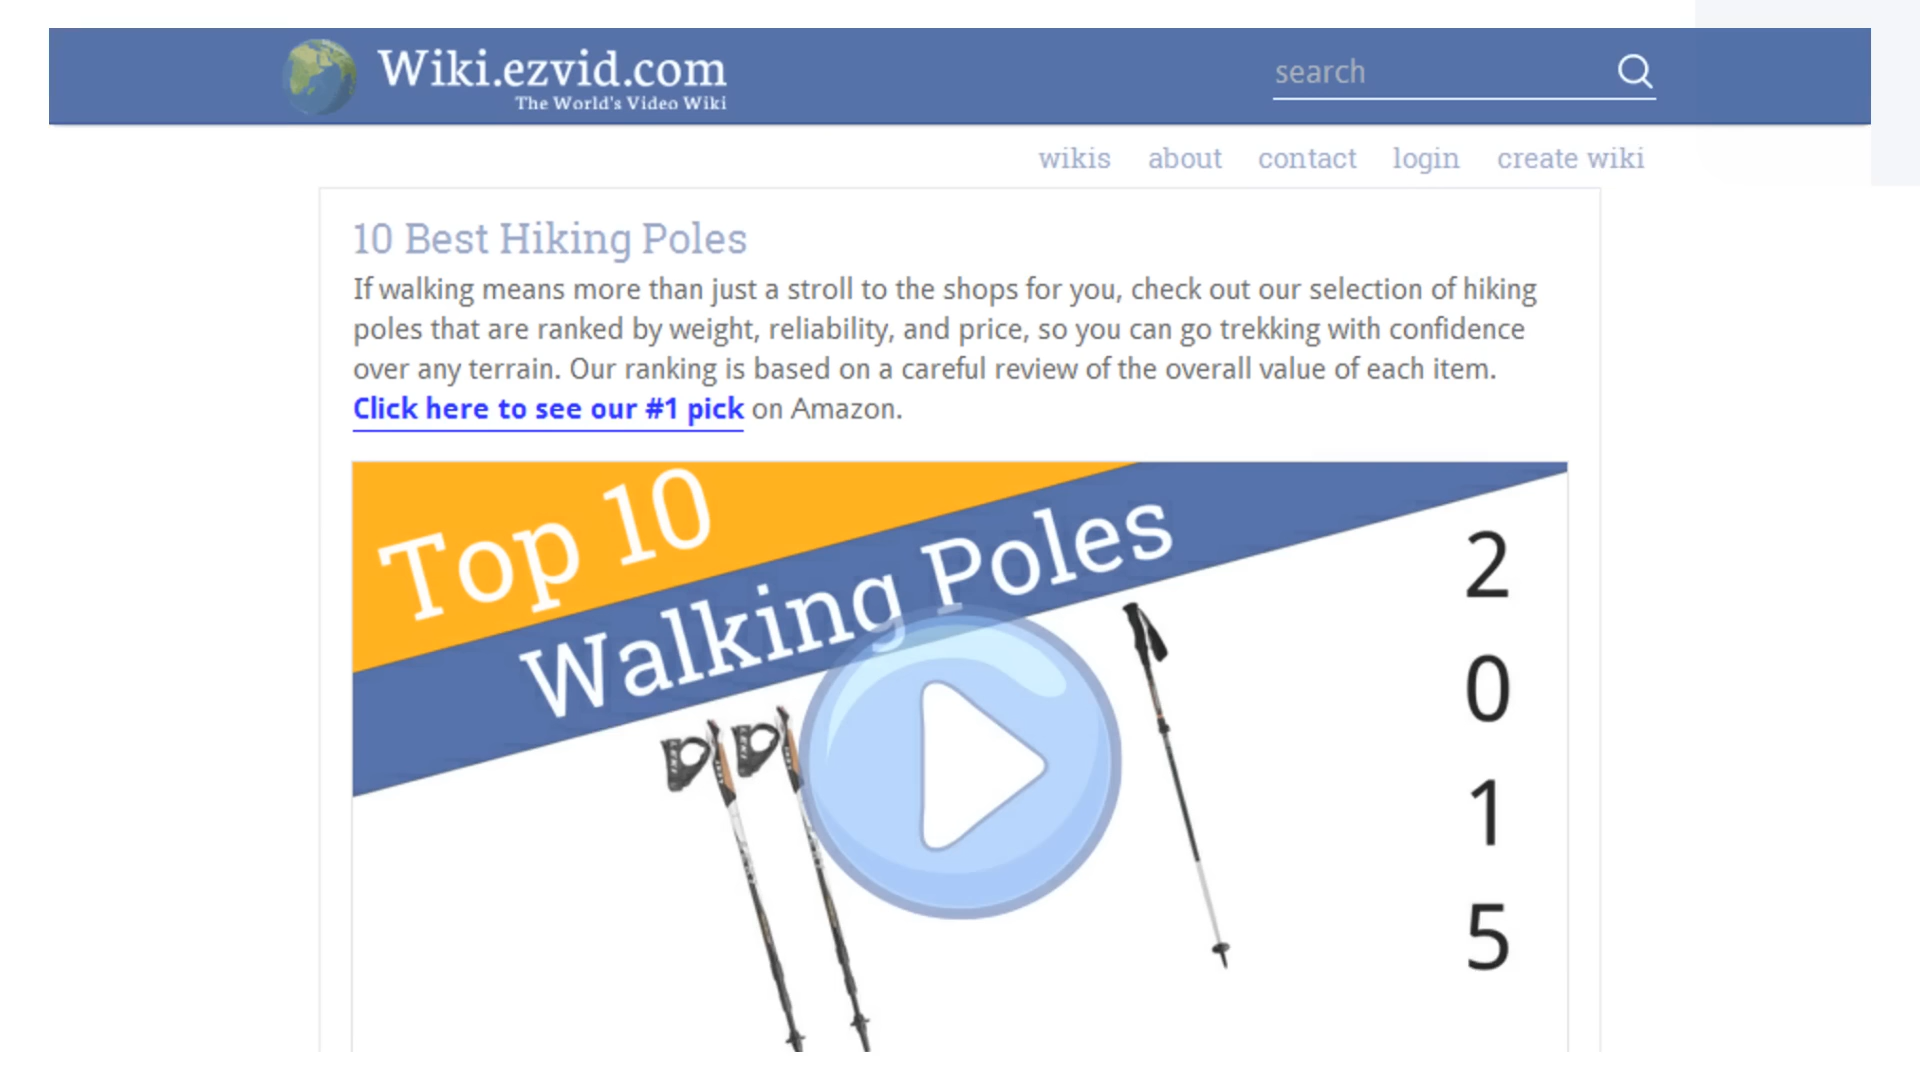 Wiki.ezvid.com
The World's Video Wiki
search
wikis about contact login create wiki
10 Best Hiking Poles
If walking means more than just a stroll to the shops for you, check out our selection of hiking
poles that are ranked by weight, reliability, and price, so you can go trekking with confidence
over any terrain. Our ranking is based on a careful review of the overall value of each item.
Click here to see our #1 pick on Amazon.
Top 10
Walking Poles
2
0
1
5